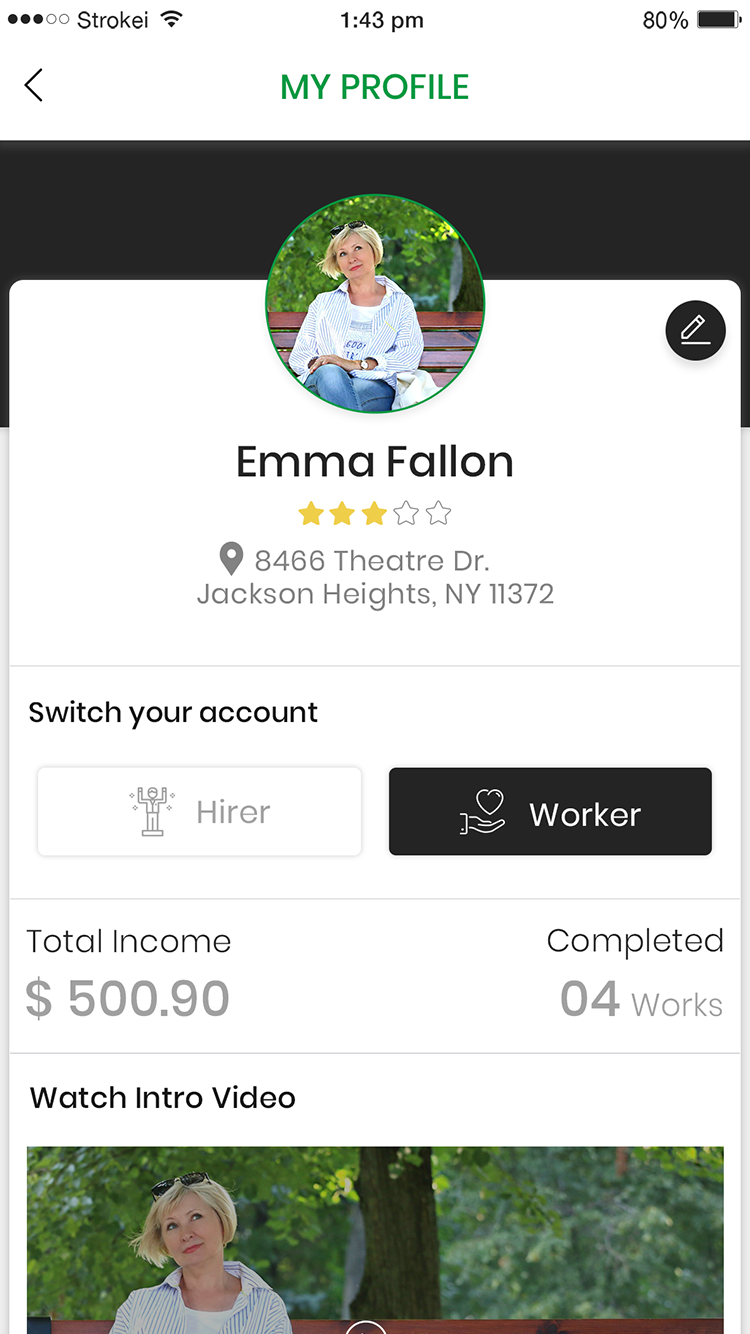 Strokei 1:43 pm 80%
MY PROFILE
Emma Fallon
8466 Theatre Dr.
Jackson Heights, NY 11372
Switch your account
Hirer Worker
Total Income Completed
$ 500.90 04 Works
Watch Intro Video